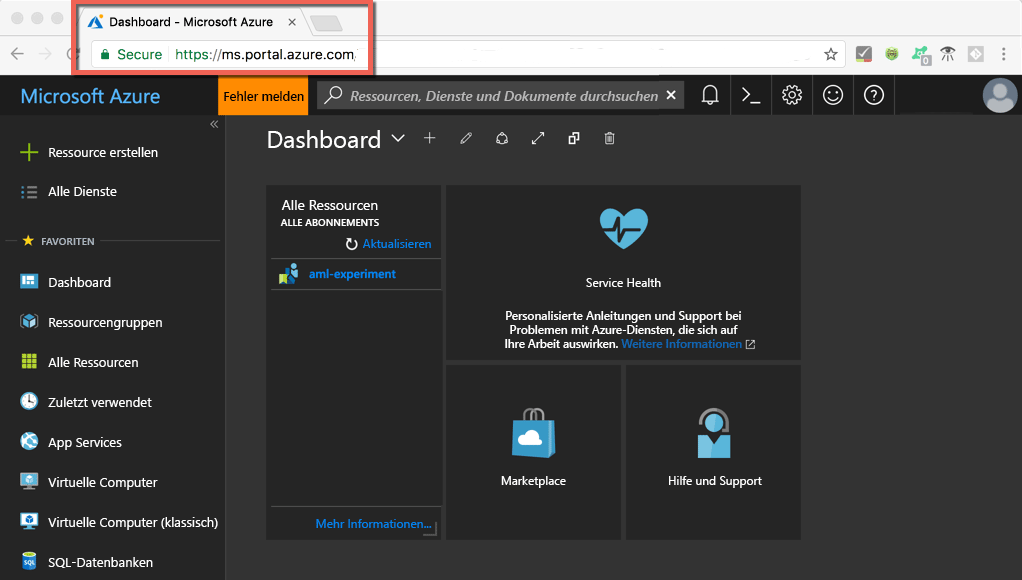 Dashboard - Microsoft Azure
Secure https://ms.portal.azure.com
0
Microsoft Azure
Fehler melden
Ressourcen, Dienste und Dokumente durchsuchen
Ressource erstellen
Alle Dienste
FAVORITEN
Dashboard
Ressourcengruppen
Alle Ressourcen
Zuletzt verwendet
App Services
Virtuelle Computer
Virtuelle Computer (klassisch)
SQL
SQL-Datenbanken
Dashboard
Alle Ressourcen
ALLE ABONNEMENTS
Aktualisieren
aml-experiment
Mehr Informationen...
Service Health
Personalisierte Anleitungen und Support bei
Problemen mit Azure-Diensten, die sich auf
Ihre Arbeit auswirken. Weitere Informationen
Marketplace
Hilfe und Support